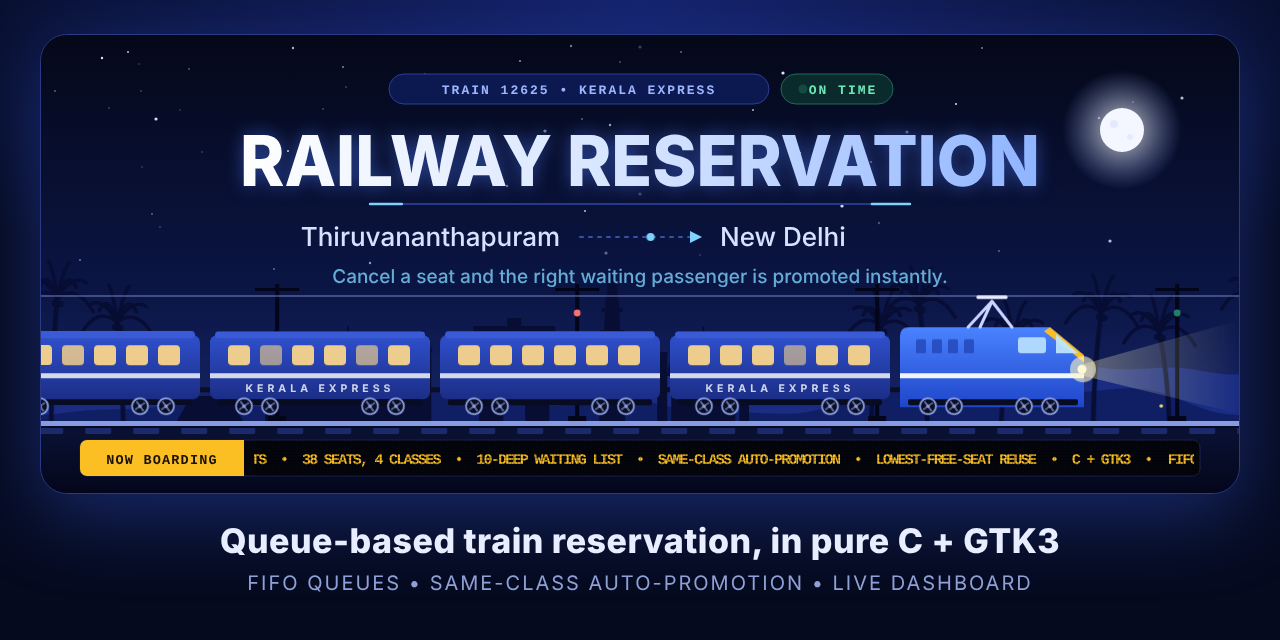 TRAIN 12625 • KERALA EXPRESS
ON TIME
RAILWAY RESERVATION
Thiruvananthapuram
New Delhi
Cancel a seat and the right waiting passenger is promoted instantly.
KERALA EXPRESS
KERALA EXPRESS
NOW BOARDING
TS • 38 SEATS, 4 CLASSES • 10-DEEP WAITING LIST • SAME-CLASS AUTO-PROMOTION • LOWEST-FREE-SEAT REUSE • C + GTK3 • FIFO
Queue-based train reservation, in pure C + GTK3
FIFO QUEUES • SAME-CLASS AUTO-PROMOTION • LIVE DASHBOARD